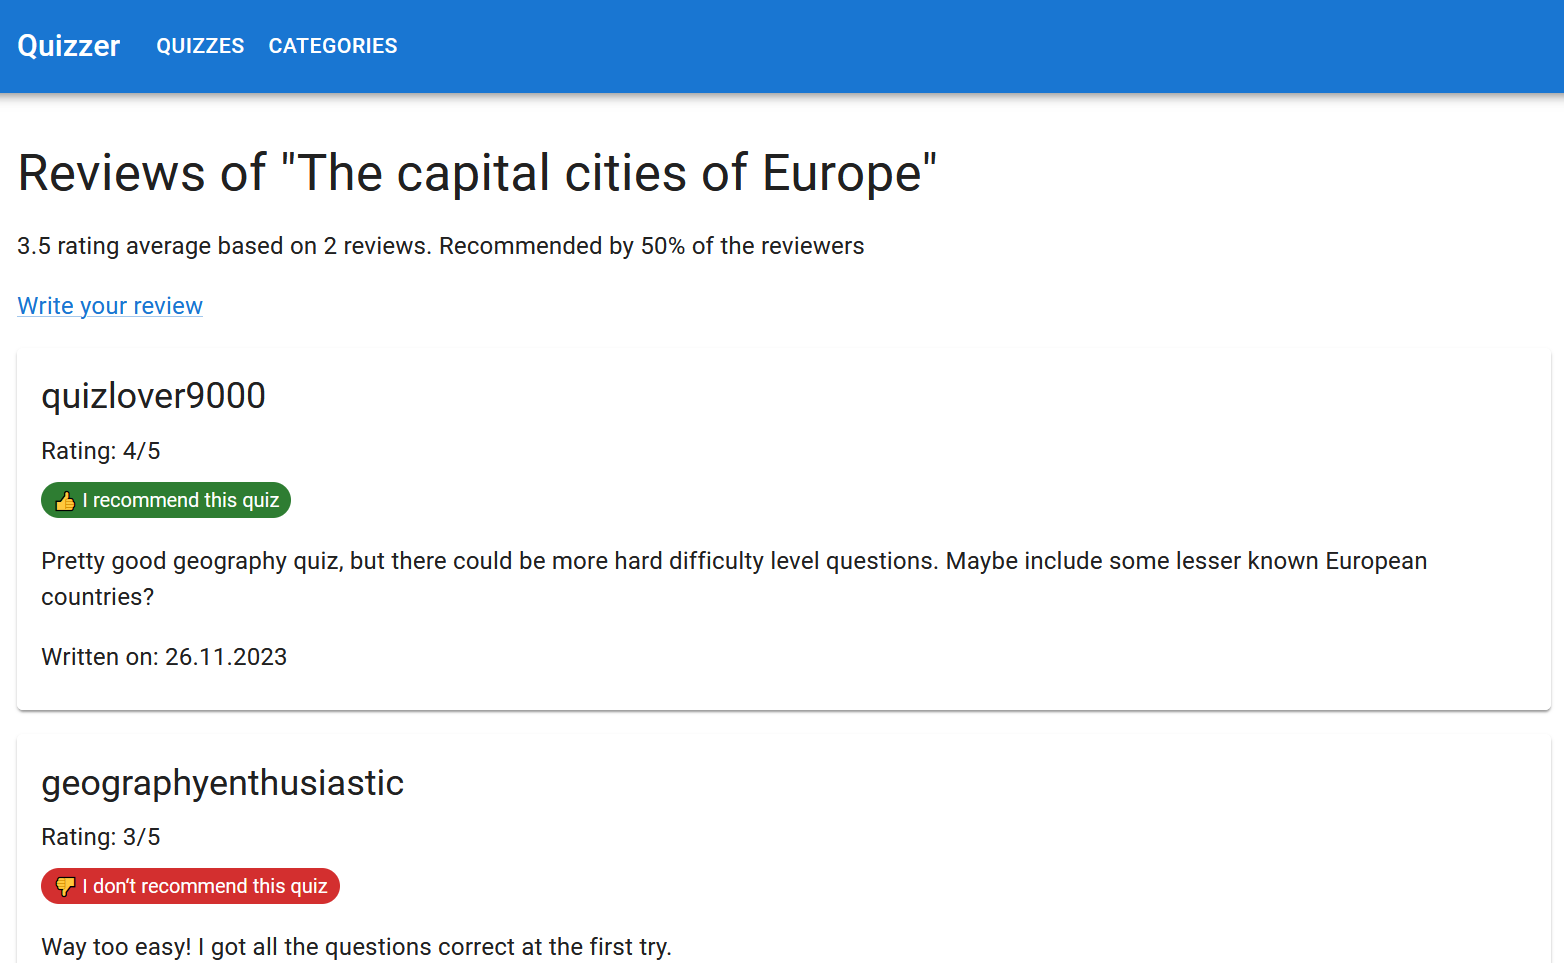 Quizzer QUIZZES CATEGORIES
Reviews of "The capital cities of Europe"
3.5 rating average based on 2 reviews. Recommended by 50% of the reviewers
Write your review
quizlover9000
Rating: 4/5
👍 I recommend this quiz
Pretty good geography quiz, but there could be more hard difficulty level questions. Maybe include some lesser known European
countries?
Written on: 26.11.2023
geographyenthusiastic
Rating: 3/5
👎 I don‘t recommend this quiz
Way too easy! I got all the questions correct at the first try.